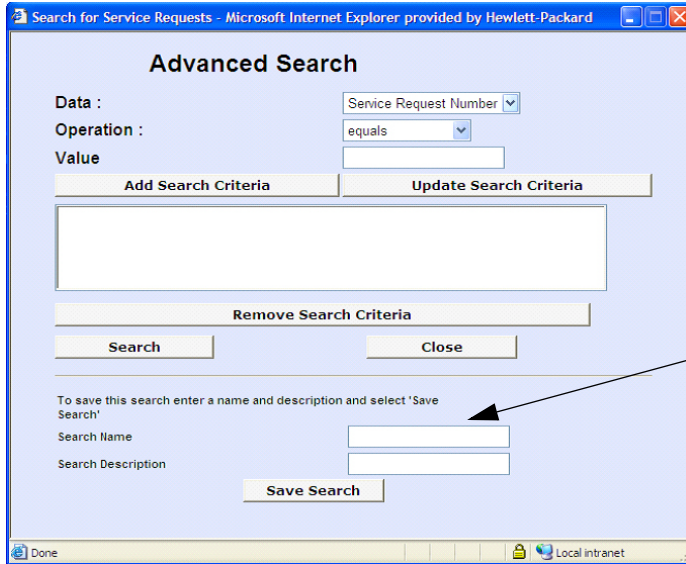 Search for Service Requests - Microsoft Internet Explorer provided by Hewlett-Packard
Advanced Search
Data :
Service Request Number
Operation :
equals
Value
Add Search Criteria
Update Search Criteria
Remove Search Criteria
Search
Close
To save this search enter a name and description and select 'Save
Search'
Search Name
Search Description
Save Search
Done
Local intranet